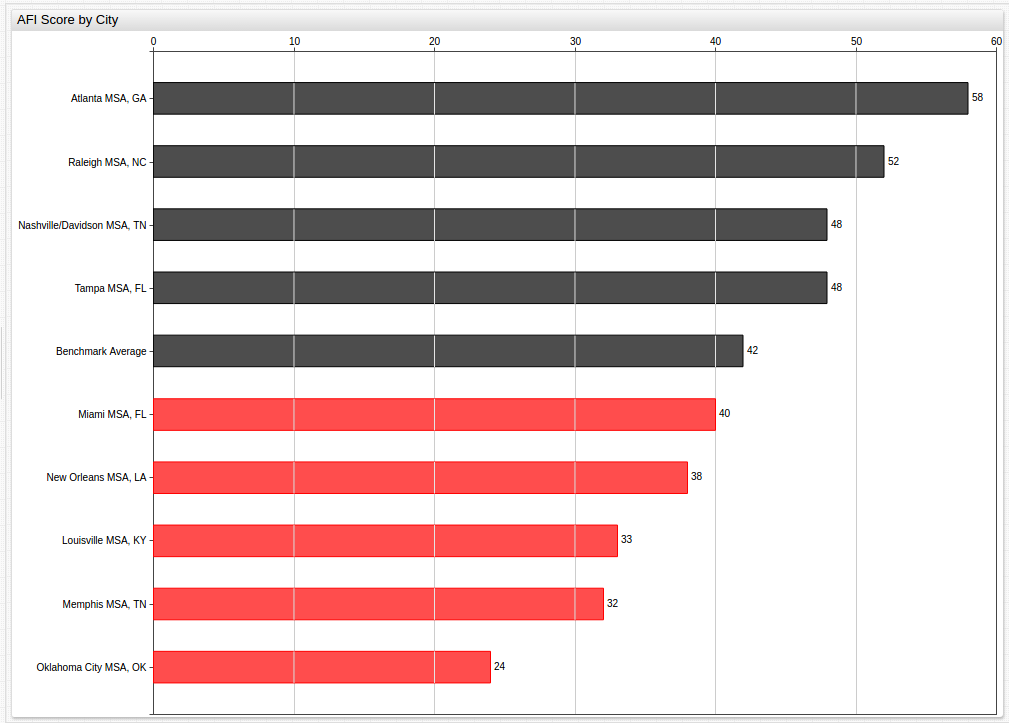 AFI Score by City
0 10 20 30 40 50 60
Atlanta MSA, GA 58
Raleigh MSA, NC 52
Nashville/Davidson MSA, TN 48
Tampa MSA, FL 48
Benchmark Average 42
Miami MSA, FL 40
New Orleans MSA, LA 38
Louisville MSA, KY 33
Memphis MSA, TN 32
Oklahoma City MSA, OK 24